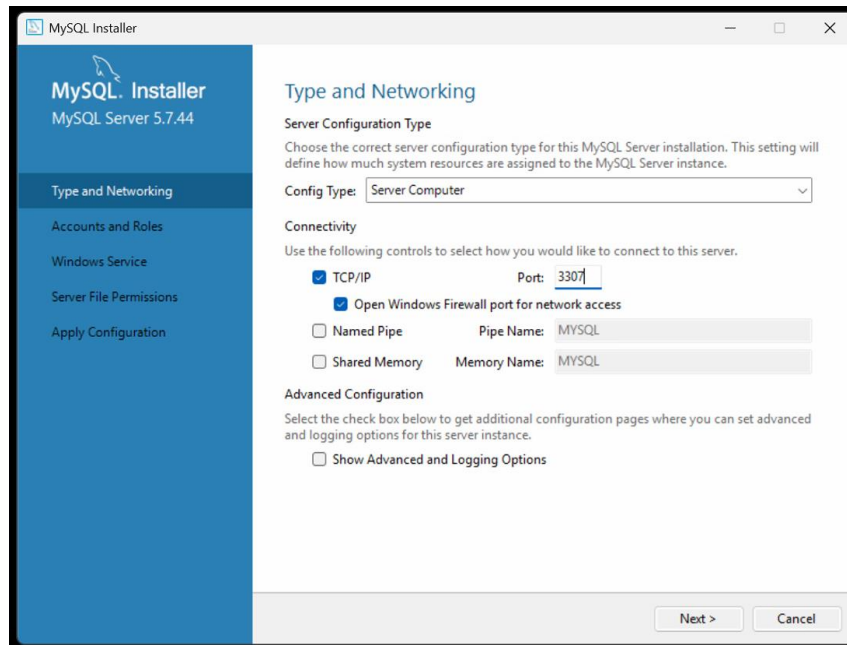 MySQL Installer
MySQL. Installer
MySQL Server 5.7.44
Type and Networking
Accounts and Roles
Windows Service
Server File Permissions
Apply Configuration
Type and Networking
Server Configuration Type
Choose the correct server configuration type for this MySQL Server installation. This setting will
define how much system resources are assigned to the MySQL Server instance.
Config Type: Server Computer
Connectivity
Use the following controls to select how you would like to connect to this server.
TCP/IP Port: 3307
Open Windows Firewall port for network access
Named Pipe Pipe Name: MYSQL
Shared Memory Memory Name: MYSQL
Advanced Configuration
Select the check box below to get additional configuration pages where you can set advanced
and logging options for this server instance.
Show Advanced and Logging Options
Next > Cancel